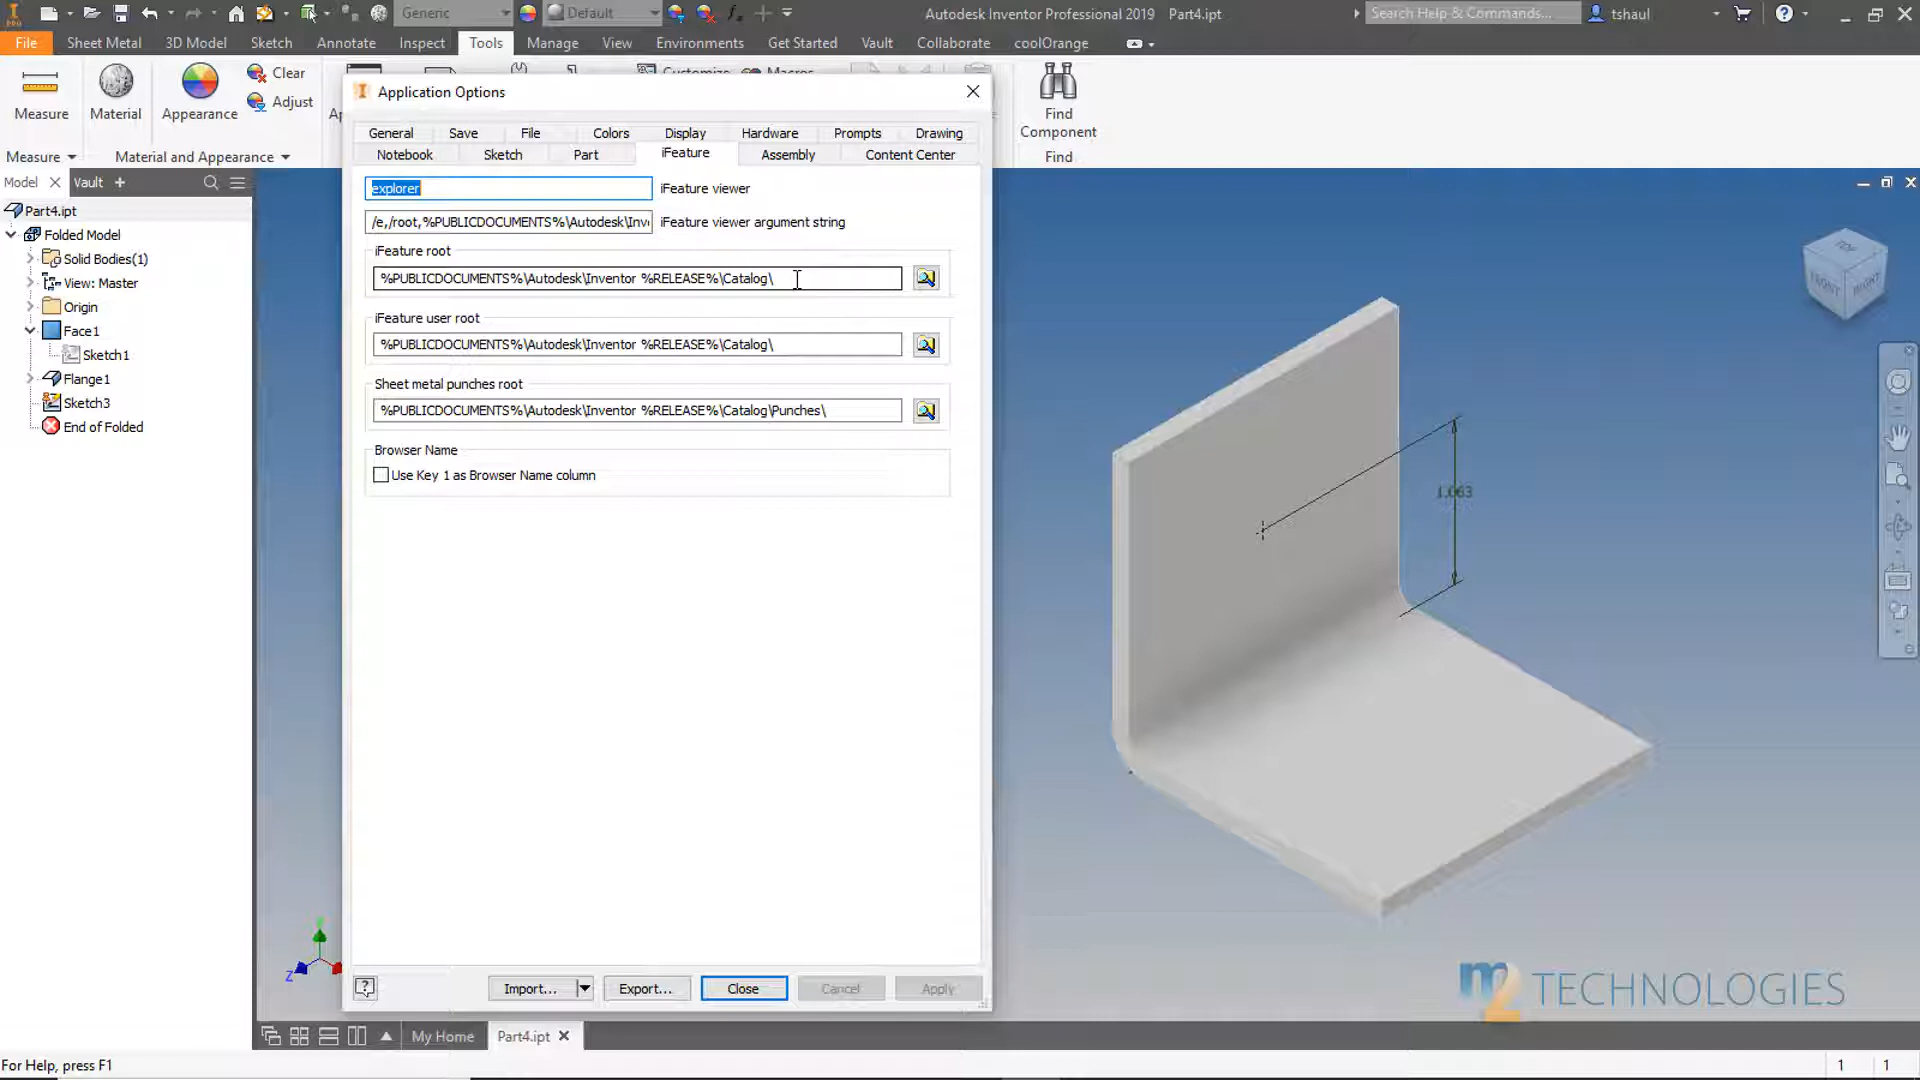 Generic
Default
Autodesk Inventor Professional 2019 Part4.ipt
Search Help & Commands...
tshaul
File Sheet Metal 3D Model Sketch Annotate Inspect Tools Manage View Environments Get Started Vault Collaborate coolOrange
Measure
Material
Appearance
Clear
Adjust
Find
Component
Measure
Material and Appearance
Find
Model
Vault
Part4.ipt
Folded Model
Solid Bodies(1)
View: Master
Origin
Face1
Sketch1
Flange1
Sketch3
End of Folded
Application Options
General Save File Colors Display Hardware Prompts Drawing
Notebook Sketch Part iFeature Assembly Content Center
explorer iFeature viewer
/e,/root,%PUBLICDOCUMENTS%\Autodesk\Inv iFeature viewer argument string
iFeature root
%PUBLICDOCUMENTS%\Autodesk\Inventor %RELEASE%\Catalog\
iFeature user root
%PUBLICDOCUMENTS%\Autodesk\Inventor %RELEASE%\Catalog\
Sheet metal punches root
%PUBLICDOCUMENTS%\Autodesk\Inventor %RELEASE%\Catalog\Punches\
Browser Name
Use Key 1 as Browser Name column
Import... Export... Close Cancel Apply
TOP
FRONT
RIGHT
Z
m2 TECHNOLOGIES
My Home Part4.ipt
For Help, press F1
1 1